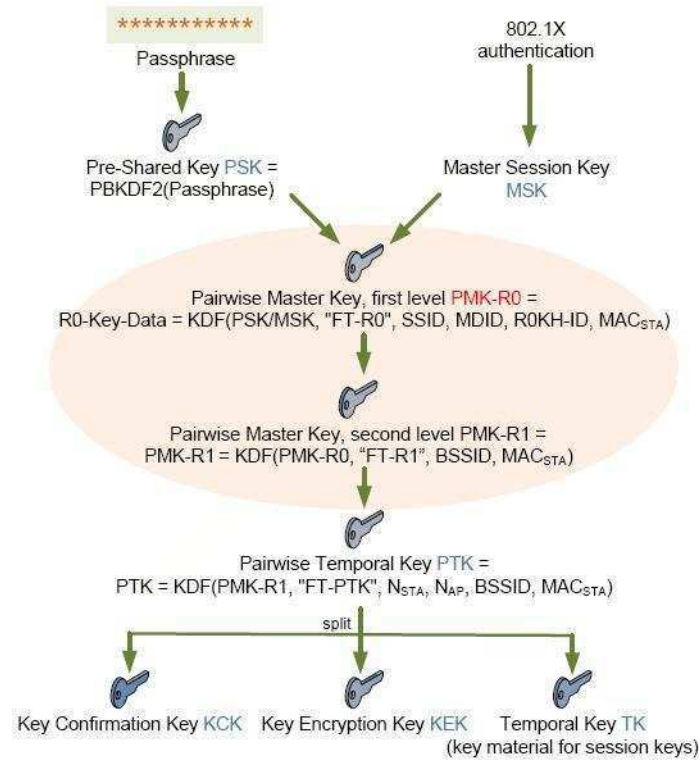 ***********
Passphrase
802.1X
authentication
Pre-Shared Key PSK =
PBKDF2(Passphrase)
Master Session Key
MSK
Pairwise Master Key, first level PMK-R0 =
R0-Key-Data = KDF(PSK/MSK, "FT-R0", SSID, MDID, R0KH-ID, MACSTA)
Pairwise Master Key, second level PMK-R1 =
PMK-R1 = KDF(PMK-R0, “FT-R1”, BSSID, MACSTA)
Pairwise Temporal Key PTK =
PTK = KDF(PMK-R1, "FT-PTK", NSTA, NAP, BSSID, MACSTA)
split
Key Confirmation Key KCK
Key Encryption Key KEK
Temporal Key TK
(key material for session keys)